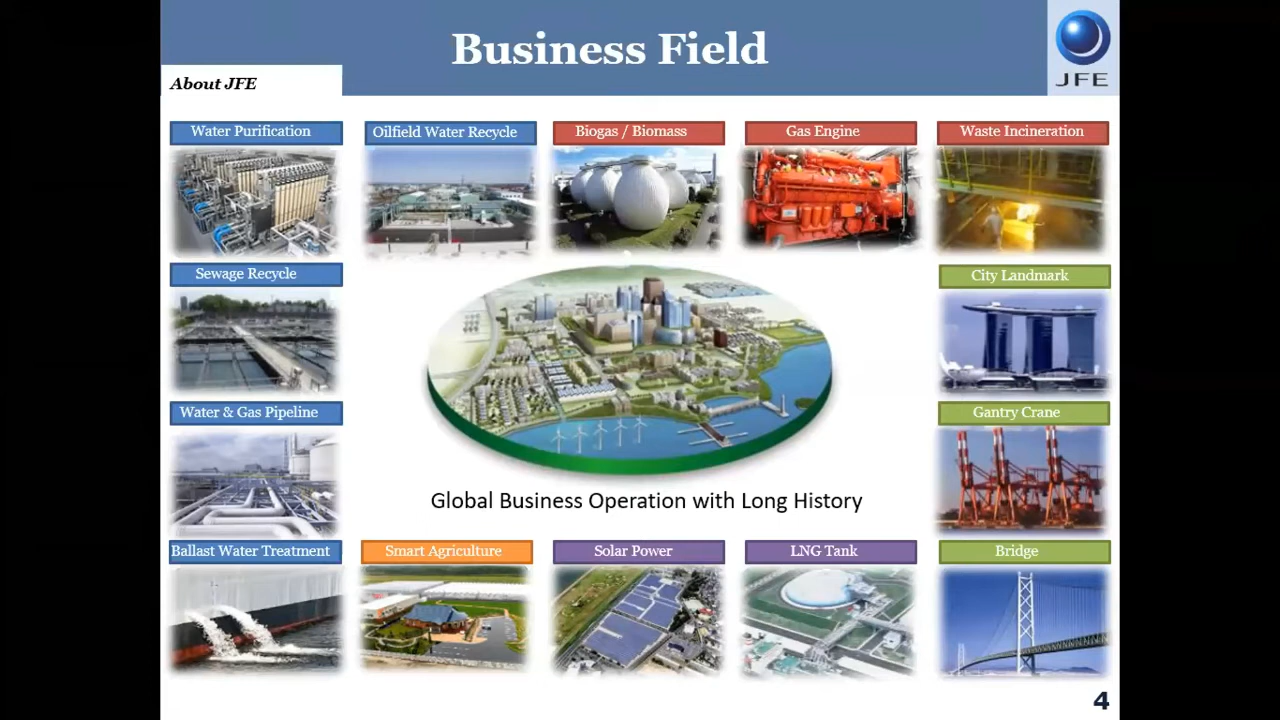 Business Field
About JFE
JFE
Water Purification
Oilfield Water Recycle
Biogas / Biomass
Gas Engine
Waste Incineration
Sewage Recycle
City Landmark
Water & Gas Pipeline
Gantry Crane
Global Business Operation with Long History
Ballast Water Treatment
Smart Agriculture
Solar Power
LNG Tank
Bridge
4